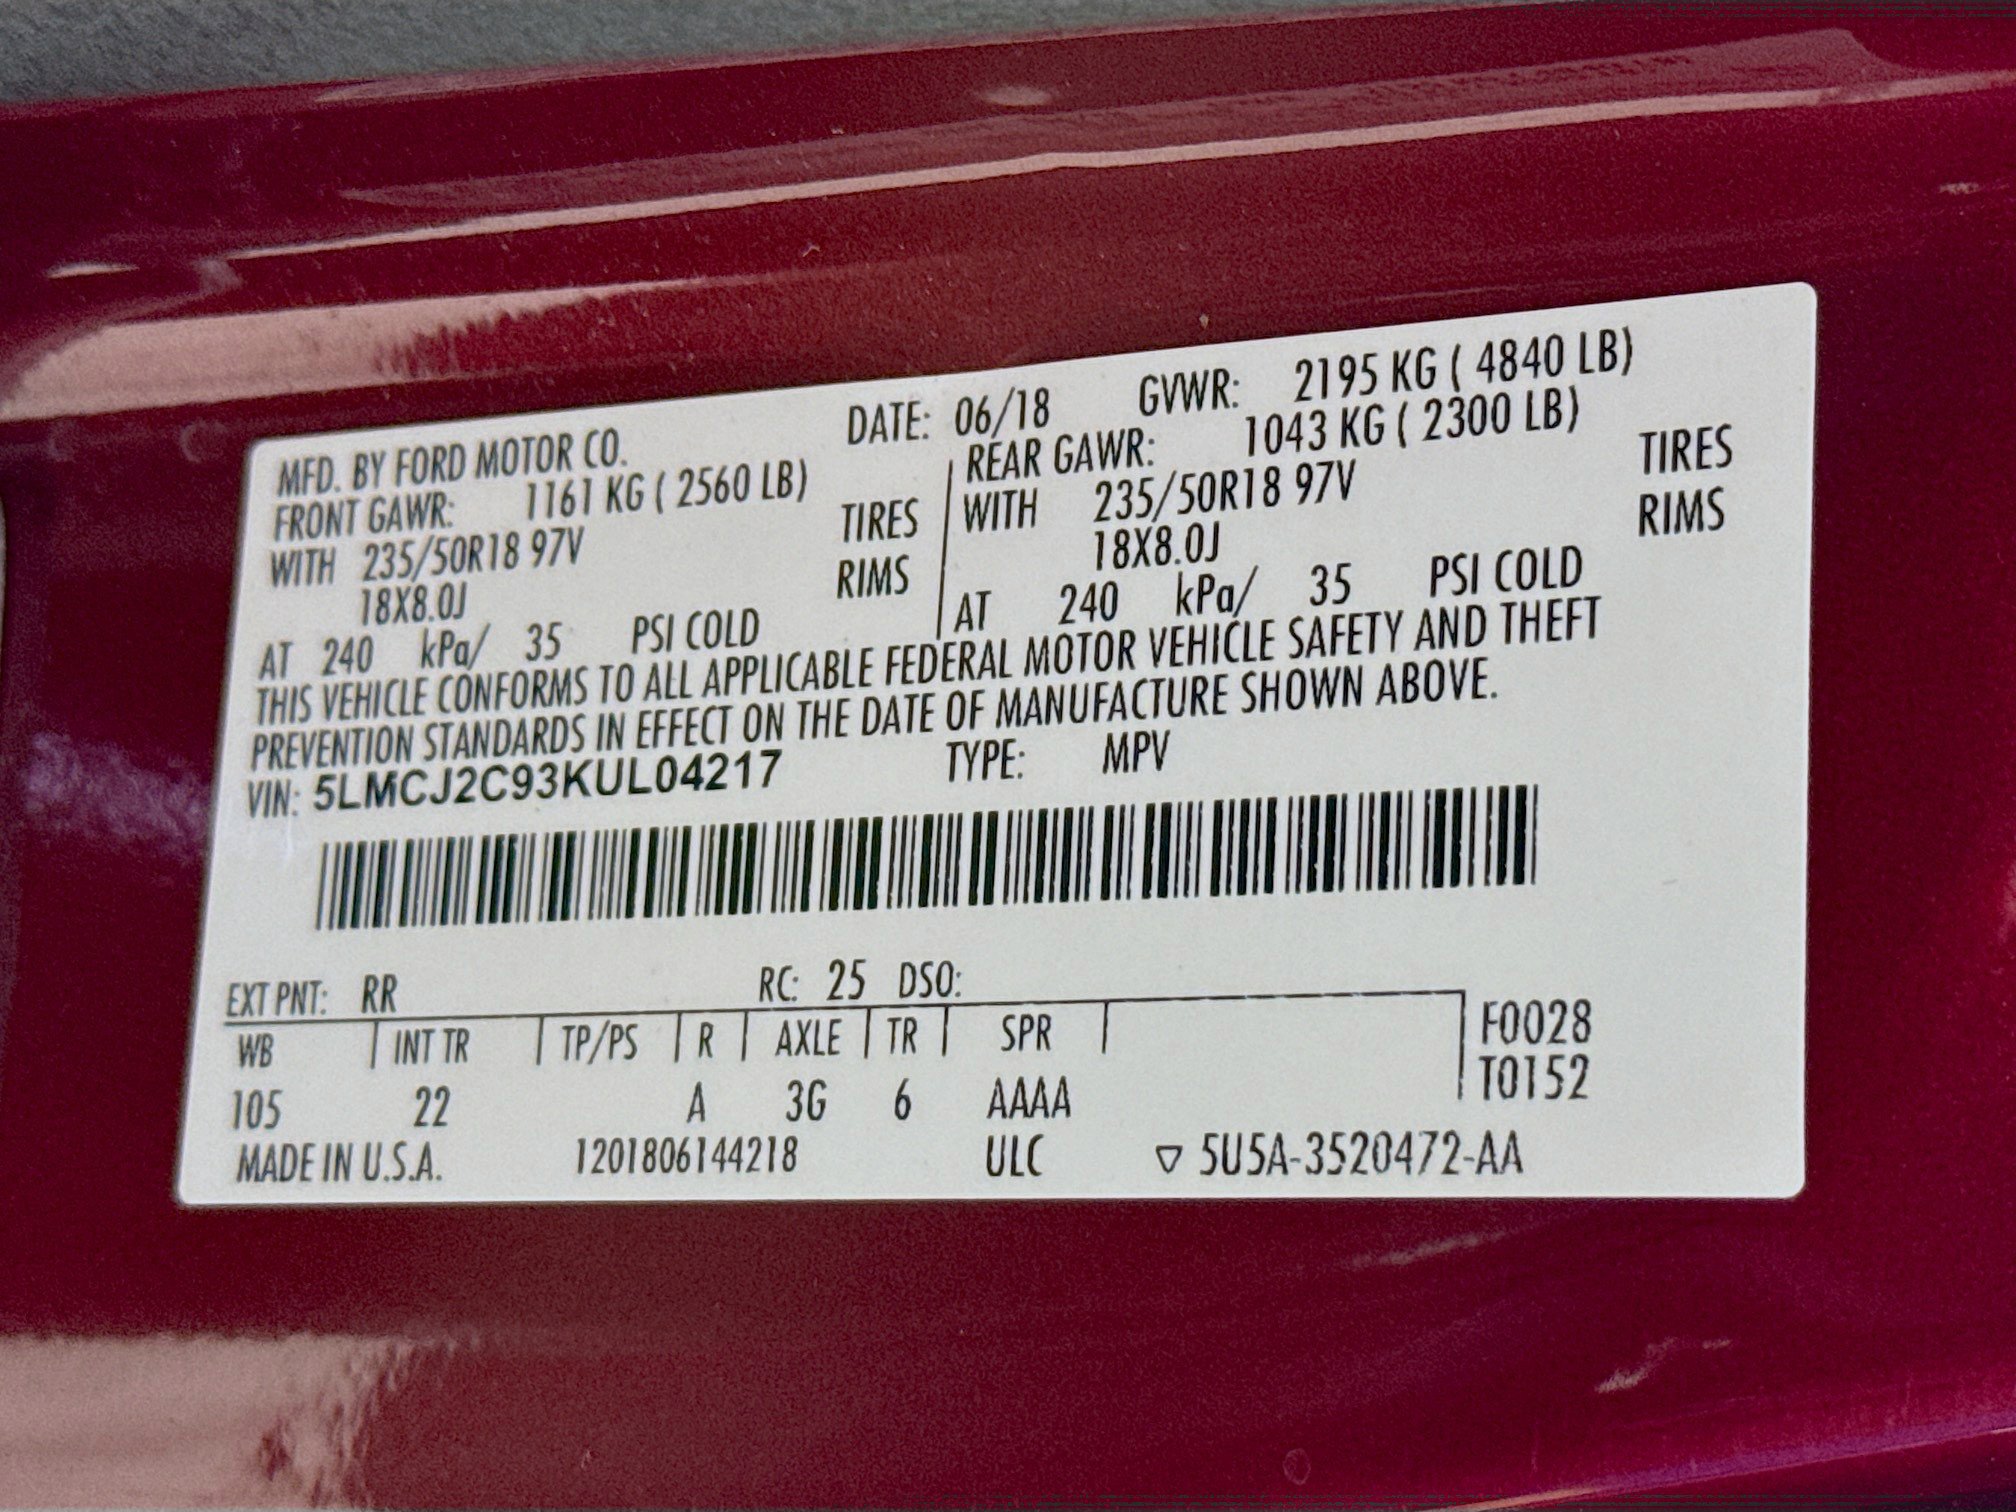 MFD. BY FORD MOTOR CO. DATE: 06/18 GVWR: 2195 KG ( 4840 LB)
FRONT GAWR: 1161 KG ( 2560 LB) REAR GAWR: 1043 KG ( 2300 LB)
WITH 235/50R18 97V TIRES WITH 235/50R18 97V TIRES
18X8.0J RIMS 18X8.0J RIMS
AT 240 kPa/ 35 PSI COLD AT 240 kPa/ 35 PSI COLD
THIS VEHICLE CONFORMS TO ALL APPLICABLE FEDERAL MOTOR VEHICLE SAFETY AND THEFT
PREVENTION STANDARDS IN EFFECT ON THE DATE OF MANUFACTURE SHOWN ABOVE.
VIN: 5LMCJ2C93KUL04217 TYPE: MPV
EXT PNT: RR RC: 25 DSO:
WB INT TR TP/PS R AXLE TR SPR F0028
T0152
105 22 A 3G 6 AAAA
MADE IN U.S.A. 1201806144218 ULC ▽ 5U5A-3520472-AA